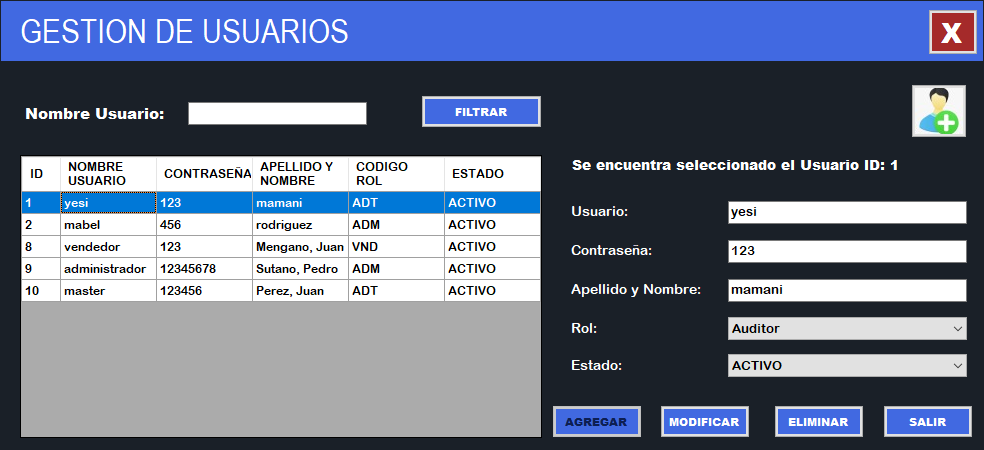 GESTION DE USUARIOS
X
Nombre Usuario:
FILTRAR
ID NOMBRE USUARIO CONTRASEÑA APELLIDO Y NOMBRE CODIGO ROL ESTADO
1 yesi 123 mamani ADT ACTIVO
2 mabel 456 rodriguez ADM ACTIVO
8 vendedor 123 Mengano, Juan VND ACTIVO
9 administrador 12345678 Sutano, Pedro ADM ACTIVO
10 master 123456 Perez, Juan ADT ACTIVO
Se encuentra seleccionado el Usuario ID: 1
Usuario: yesi
Contraseña: 123
Apellido y Nombre: mamani
Rol: Auditor
Estado: ACTIVO
AGREGAR MODIFICAR ELIMINAR SALIR